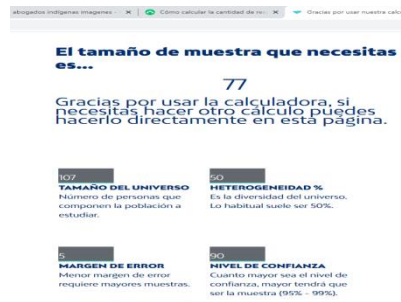 abogados indígenas imagenes
Cómo calcular la cantidad de re
Gracias por usar nuestra calc
El tamaño de muestra que necesitas
es...
77
Gracias por usar la calculadora, si
necesitas hacer otro cálculo puedes
hacerlo directamente en está página.
107
TAMAÑO DEL UNIVERSO
Número de personas que
componen la población a
estudiar.
50
HETEROGENEIDAD %
Es la diversidad del universo.
Lo habitual suele ser 50%.
5
MARGEN DE ERROR
Menor margen de error
requiere mayores muestras.
90
NIVEL DE CONFIANZA
Cuanto mayor sea el nivel de
confianza, mayor tendrá que
ser la muestra (95% - 99%).